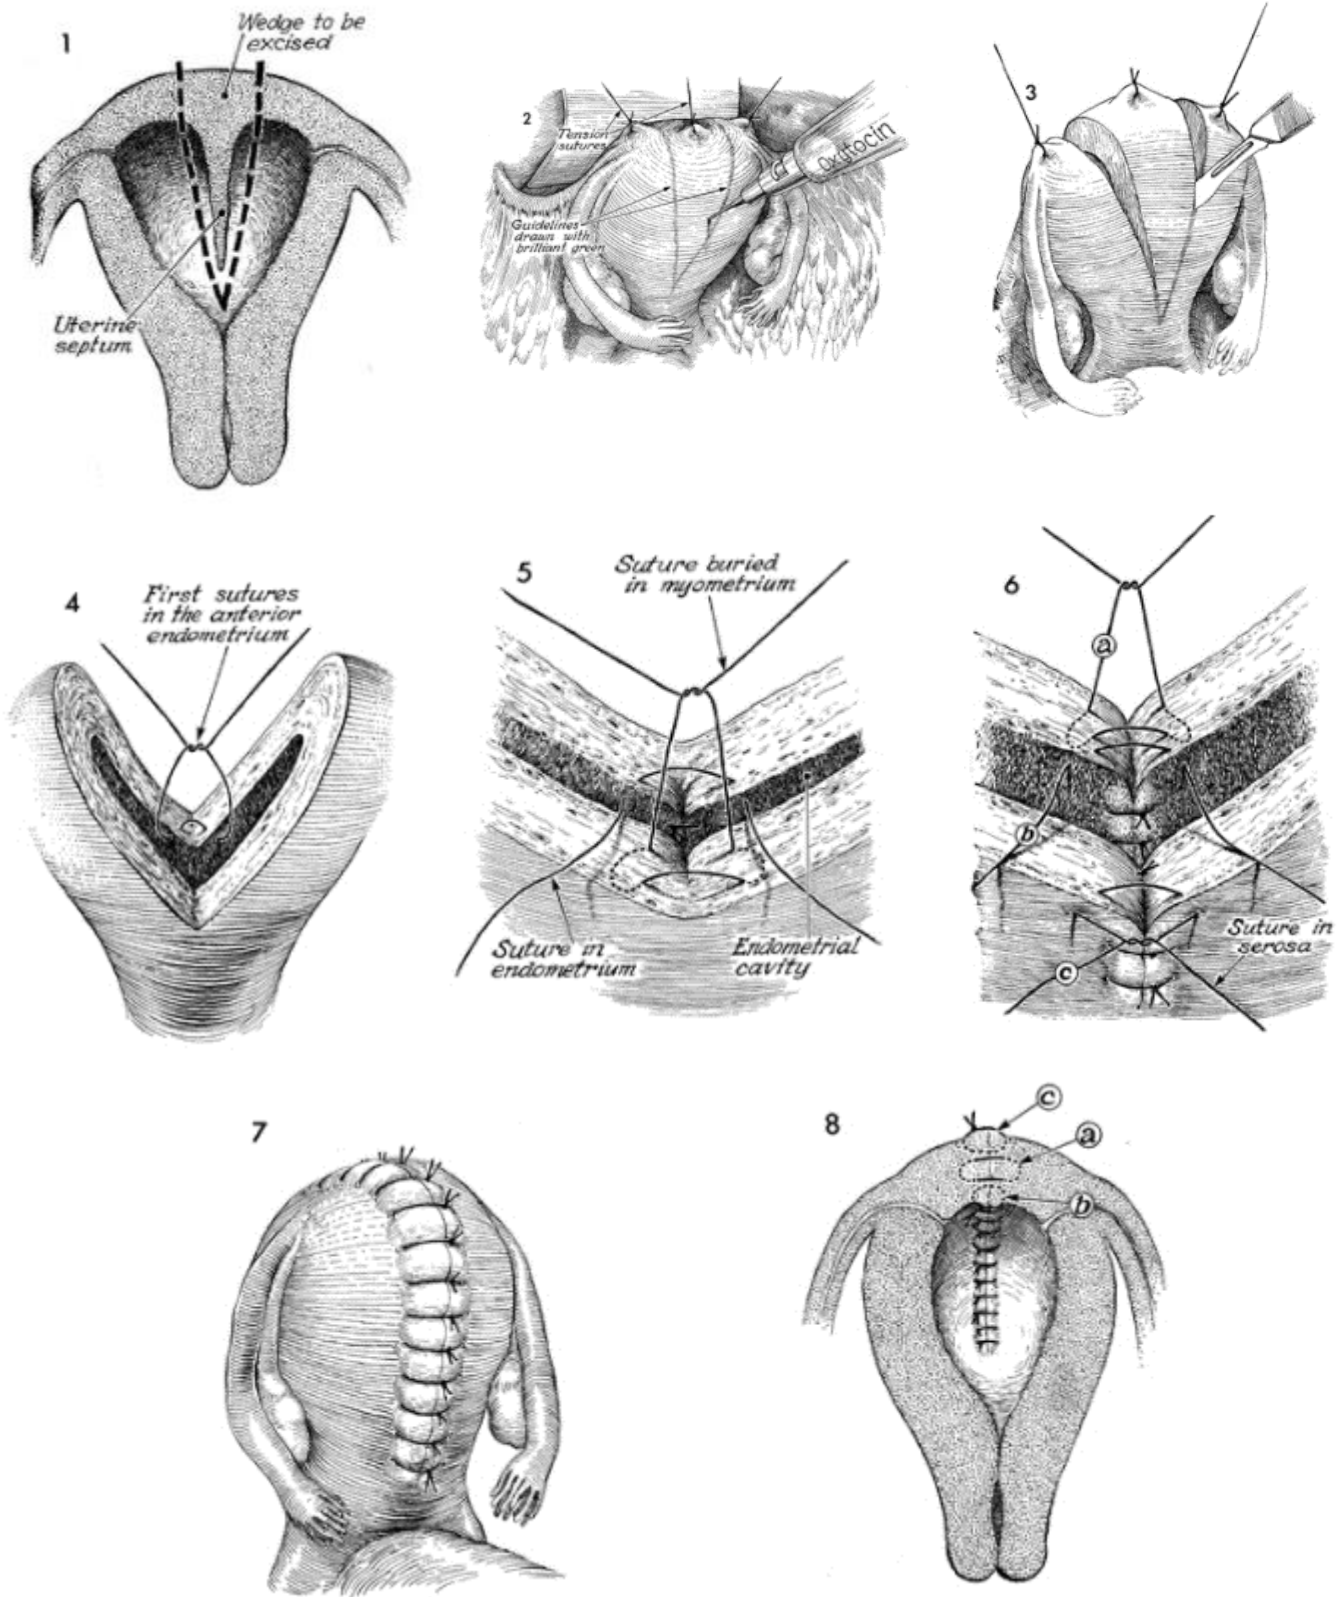 1
Wedge to be
excised
Uterine
septum
2
Tension
sutures
Oxytocin
Guidelines
drawn with
brilliant green
3
4
First sutures
in the anterior
endometrium
5
Suture buried
in myometrium
Suture in
endometrium
Endometrial
cavity
6
a
b
Suture in
serosa
c
7
8
c
a
b